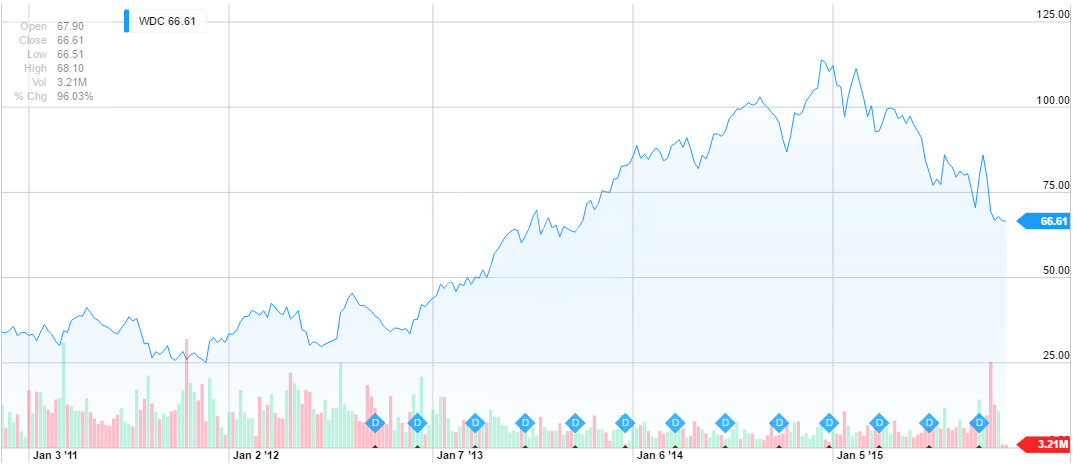 125.00
WDC 66.61
Open 67.90
Close 66.61
Low 66.51
High 68.10
Vol 3.21M
% Chg 96.03%
100.00
75.00
66.61
50.00
25.00
D D D D D D D D D D D D D
3.21M
Jan 3 '11 Jan 2 '12 Jan 7 '13 Jan 6 '14 Jan 5 '15